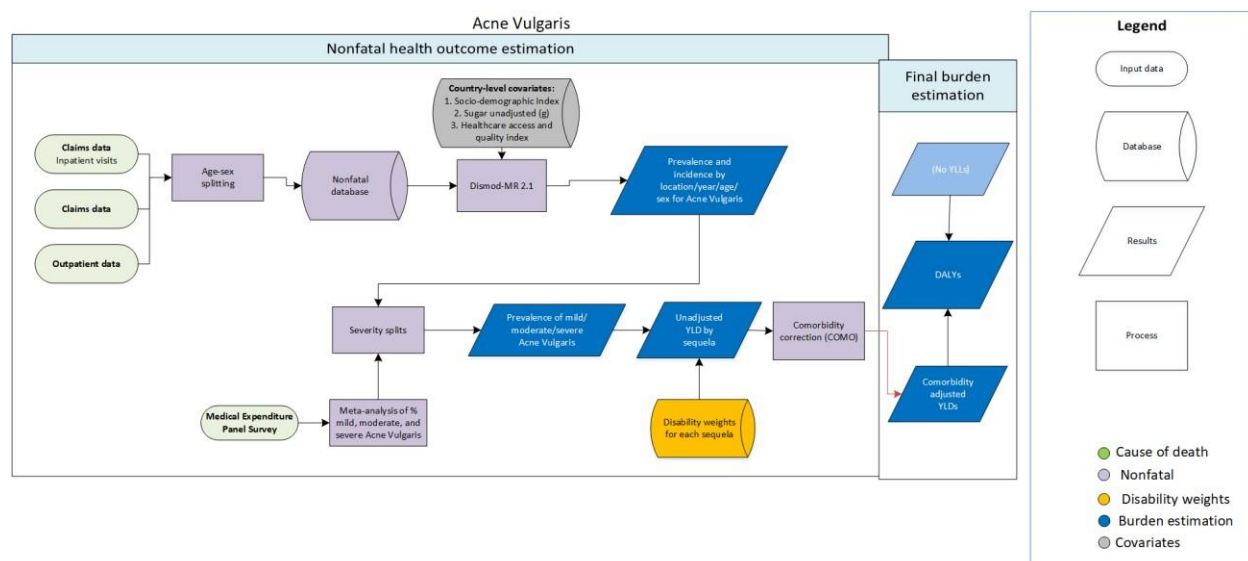 Acne Vulgaris
Nonfatal health outcome estimation
Final burden
estimation
Country-level covariates:
1. Socio-demographic Index
2. Sugar unadjusted (g)
3. Healthcare access and
quality index
Claims data
Inpatient visits
Claims data
Outpatient data
Age-sex
splitting
Nonfatal
database
Dismod-MR 2.1
Prevalence and
incidence by
location/year/age/
sex for Acne Vulgaris
(No YLLs)
DALYs
Severity splits
Prevalence of mild/
moderate/severe
Acne Vulgaris
Unadjusted
YLD by
sequela
Comorbidity
correction (COMO)
Comorbidity
adjusted
YLDs
Medical Expenditure
Panel Survey
Meta-analysis of %
mild, moderate, and
severe Acne Vulgaris
Disability weights
for each sequela
Legend
Input data
Database
Results
Process
Cause of death
Nonfatal
Disability weights
Burden estimation
Covariates